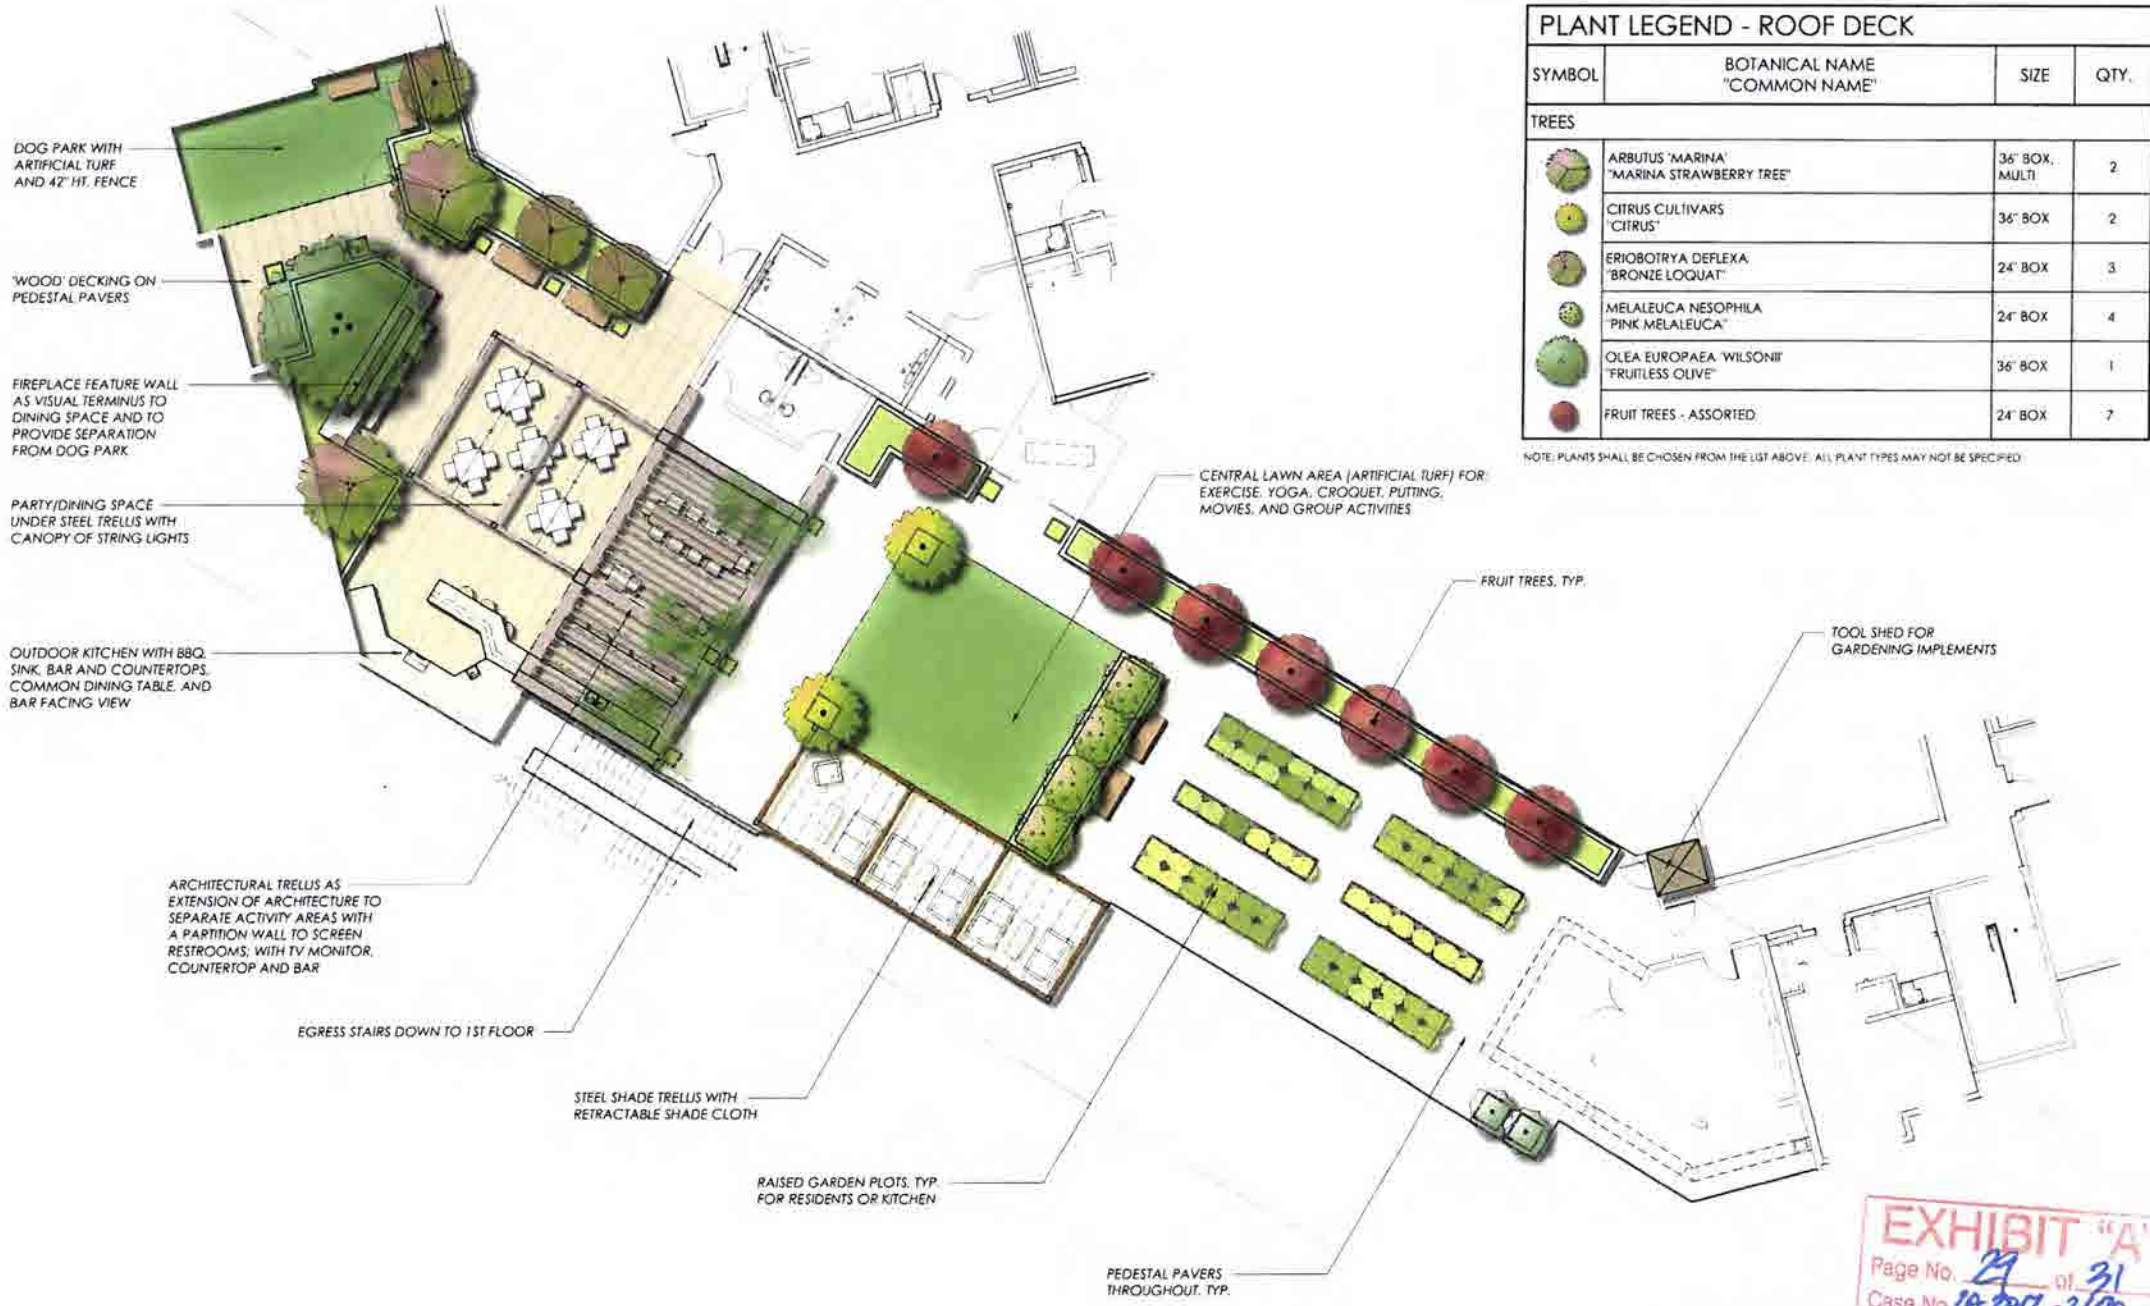 PLANT LEGEND - ROOF DECK
SYMBOL
BOTANICAL NAME
"COMMON NAME"
SIZE
QTY.
TREES
ARBUTUS 'MARINA'
"MARINA STRAWBERRY TREE"
36" BOX,
MULTI
2
CITRUS CULTIVARS
"CITRUS"
36" BOX
2
ERIOBOTRYA DEFLEXA
"BRONZE LOQUAT"
24" BOX
3
MELALEUCA NESOPHILA
"PINK MELALEUCA"
24" BOX
4
OLEA EUROPAEA 'WILSONII'
"FRUITLESS OLIVE"
36" BOX
1
FRUIT TREES - ASSORTED
24" BOX
7
NOTE: PLANTS SHALL BE CHOSEN FROM THE LIST ABOVE. ALL PLANT TYPES MAY NOT BE SPECIFIED
DOG PARK WITH
ARTIFICIAL TURF
AND 42" HT. FENCE
'WOOD' DECKING ON
PEDESTAL PAVERS
FIREPLACE FEATURE WALL
AS VISUAL TERMINUS TO
DINING SPACE AND TO
PROVIDE SEPARATION
FROM DOG PARK
PARTY/DINING SPACE
UNDER STEEL TRELLIS WITH
CANOPY OF STRING LIGHTS
OUTDOOR KITCHEN WITH BBQ,
SINK, BAR AND COUNTERTOPS,
COMMON DINING TABLE, AND
BAR FACING VIEW
ARCHITECTURAL TRELLIS AS
EXTENSION OF ARCHITECTURE TO
SEPARATE ACTIVITY AREAS WITH
A PARTITION WALL TO SCREEN
RESTROOMS; WITH TV MONITOR,
COUNTERTOP AND BAR
EGRESS STAIRS DOWN TO 1ST FLOOR
STEEL SHADE TRELLIS WITH
RETRACTABLE SHADE CLOTH
RAISED GARDEN PLOTS, TYP.
FOR RESIDENTS OR KITCHEN
PEDESTAL PAVERS
THROUGHOUT, TYP.
CENTRAL LAWN AREA (ARTIFICIAL TURF) FOR
EXERCISE, YOGA, CROQUET, PUTTING,
MOVIES, AND GROUP ACTIVITIES
FRUIT TREES, TYP.
TOOL SHED FOR
GARDENING IMPLEMENTS
EXHIBIT "A"
Page No. 29 of 31
Case No.